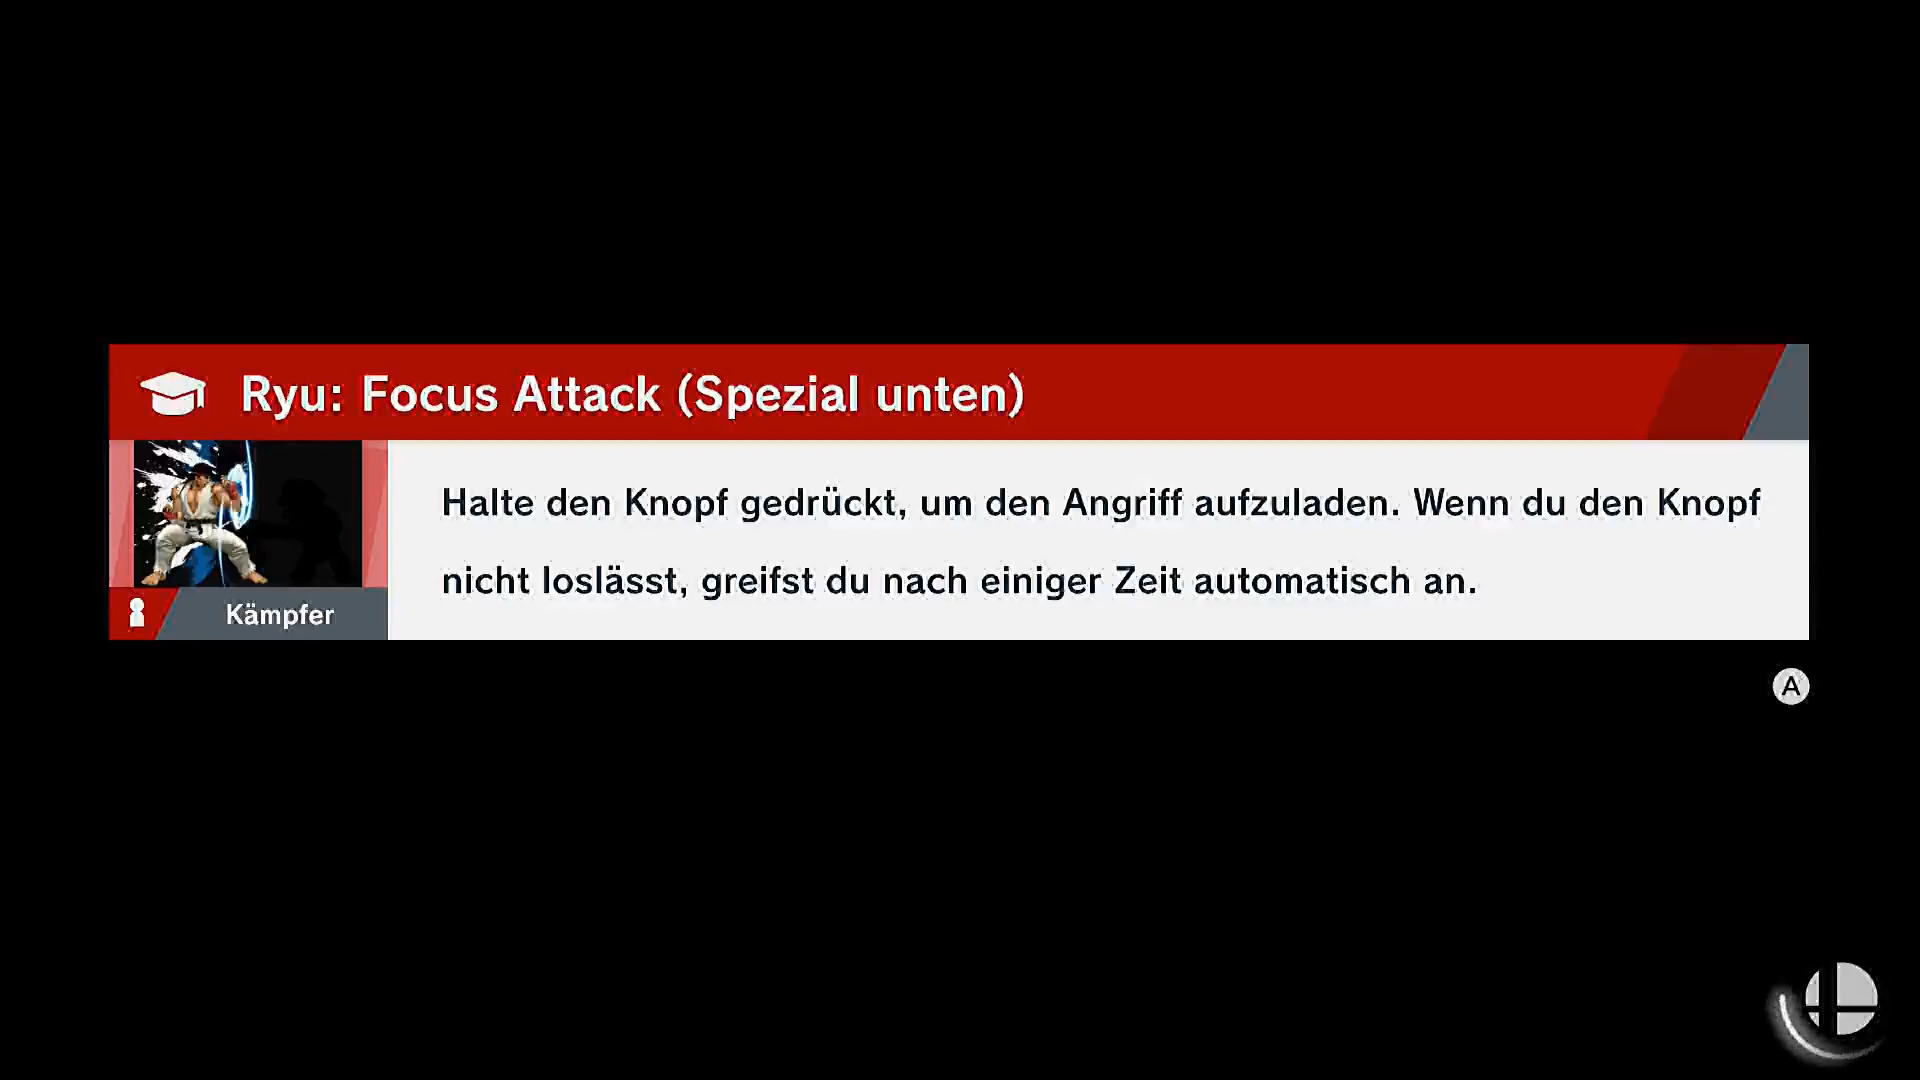 Ryu: Focus Attack (Spezial unten)
Halte den Knopf gedrückt, um den Angriff aufzuladen. Wenn du den Knopf
nicht loslässt, greifst du nach einiger Zeit automatisch an.
Kämpfer
A